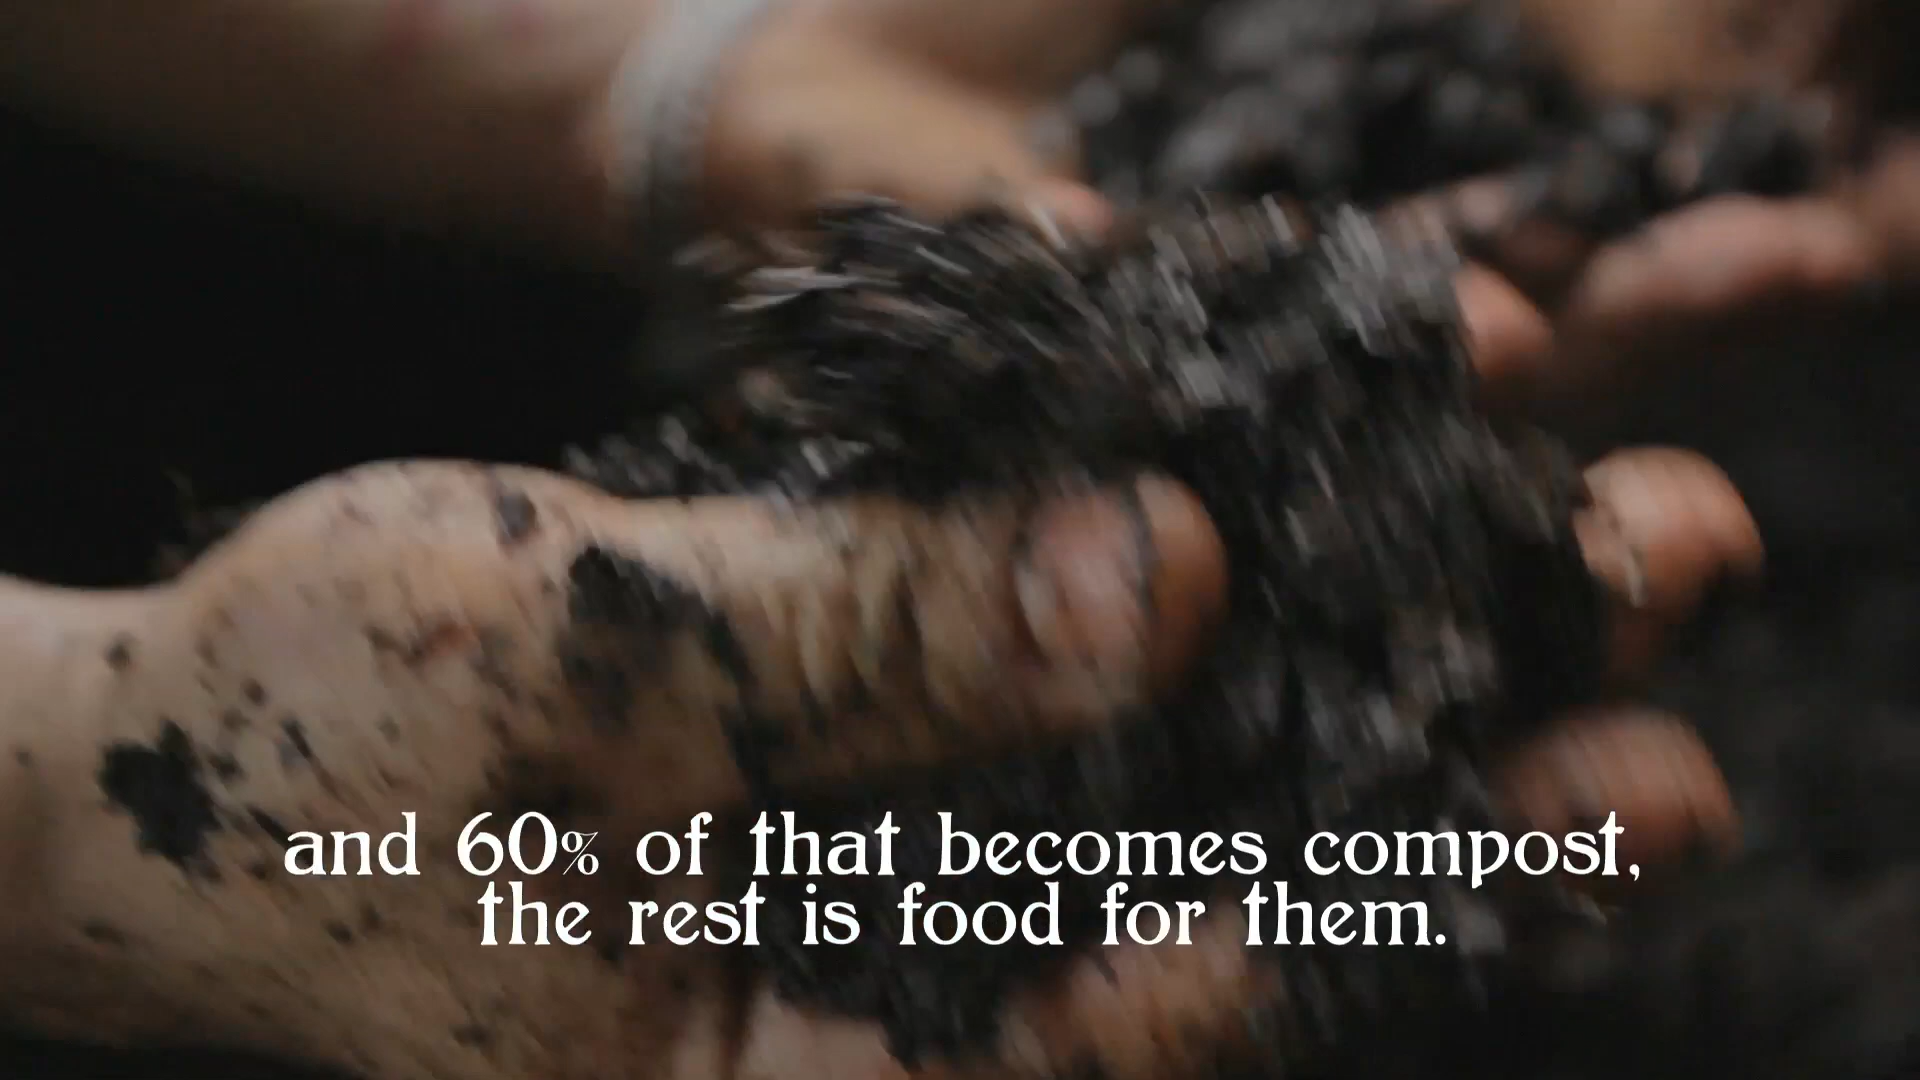 and 60% of that becomes compost,
the rest is food for them.